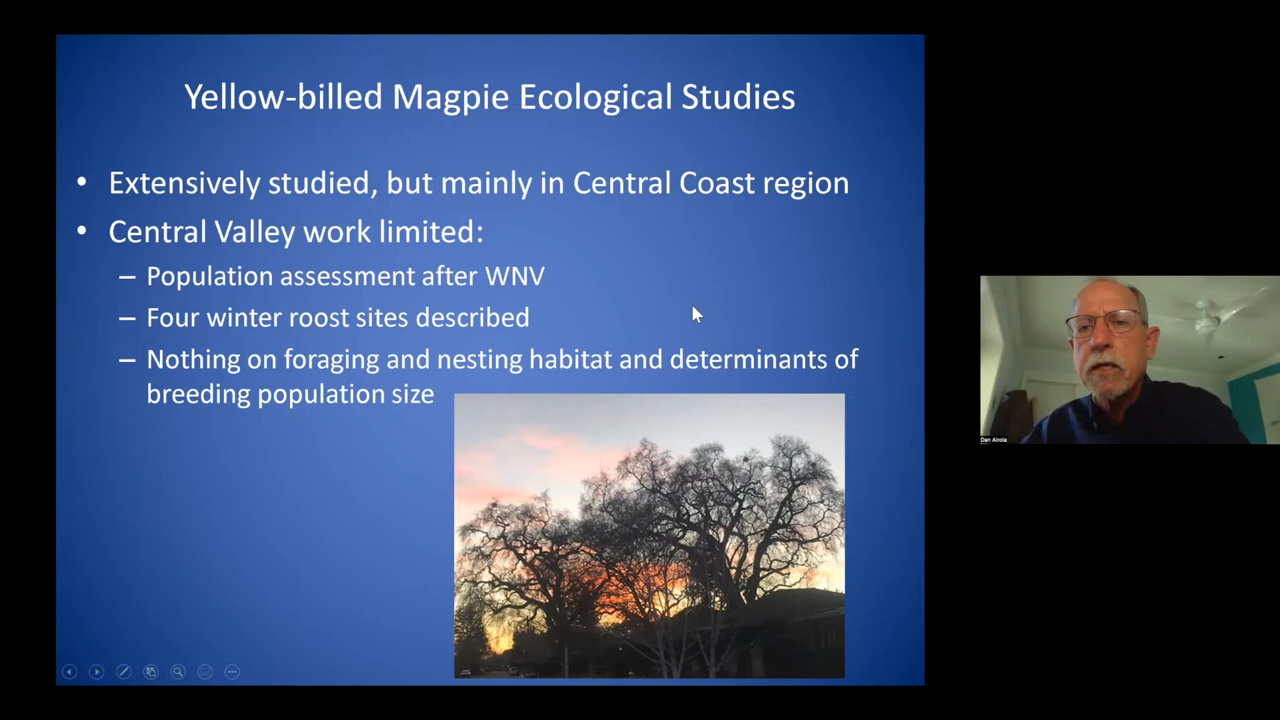 Yellow-billed Magpie Ecological Studies
• Extensively studied, but mainly in Central Coast region
• Central Valley work limited:
– Population assessment after WNV
– Four winter roost sites described
– Nothing on foraging and nesting habitat and determinants of
breeding population size
Dan Airola